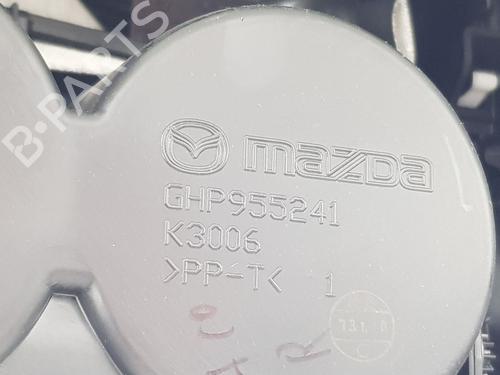 B-PARTS
mazda
GHP955241
K3006
>PP-T< 1